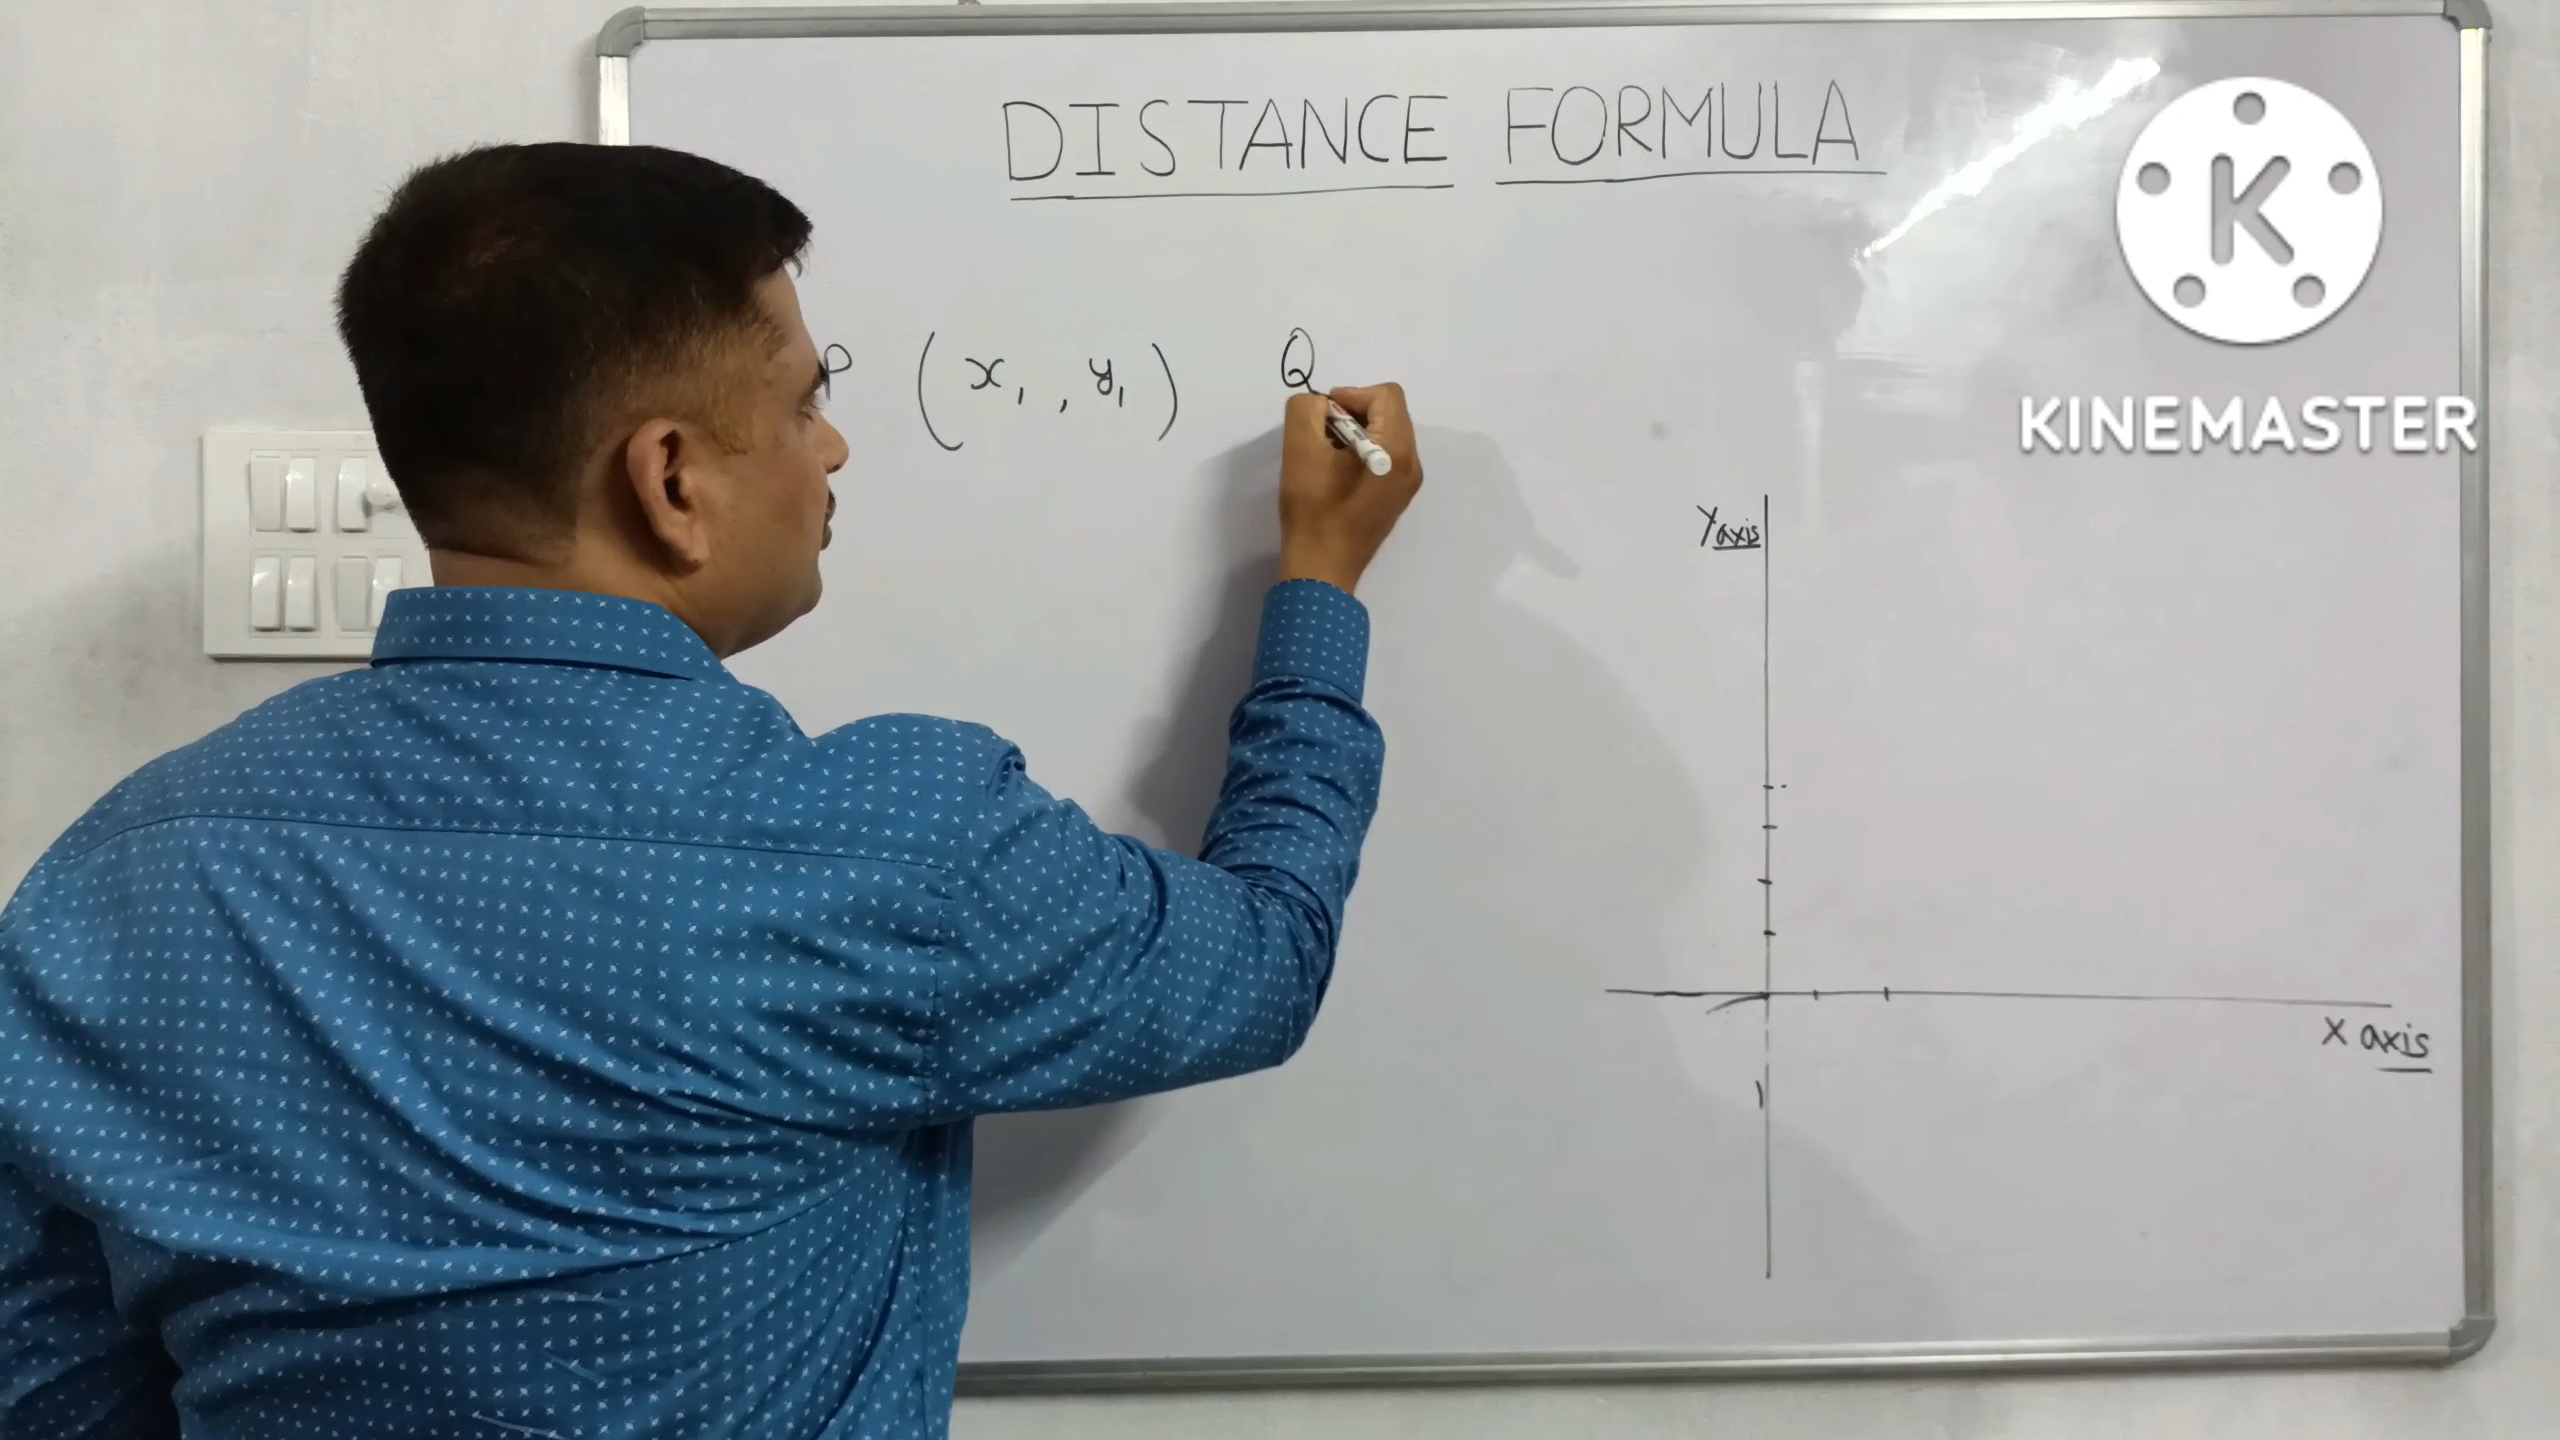 DISTANCE FORMULA
K
KINEMASTER
P (x₁, y₁) Q
Y axis
X axis